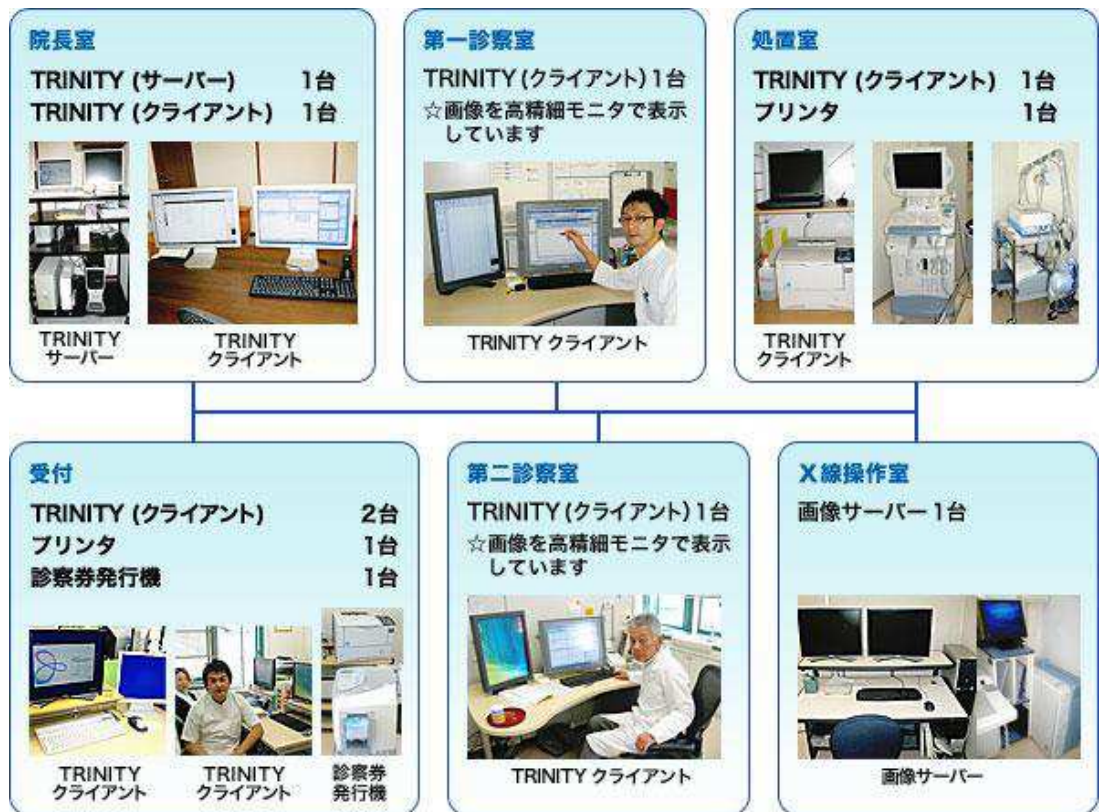 院長室
TRINITY (サーバー) 1台
TRINITY (クライアント) 1台
TRINITY
サーバー
TRINITY
クライアント
第一診察室
TRINITY (クライアント) 1台
☆画像を高精細モニタで表示
しています
TRINITY クライアント
処置室
TRINITY (クライアント) 1台
プリンタ 1台
TRINITY
クライアント
受付
TRINITY (クライアント) 2台
プリンタ 1台
診察券発行機 1台
TRINITY
クライアント
TRINITY
クライアント
診察券
発行機
第二診察室
TRINITY (クライアント) 1台
☆画像を高精細モニタで表示
しています
TRINITY クライアント
X線操作室
画像サーバー 1台
画像サーバー